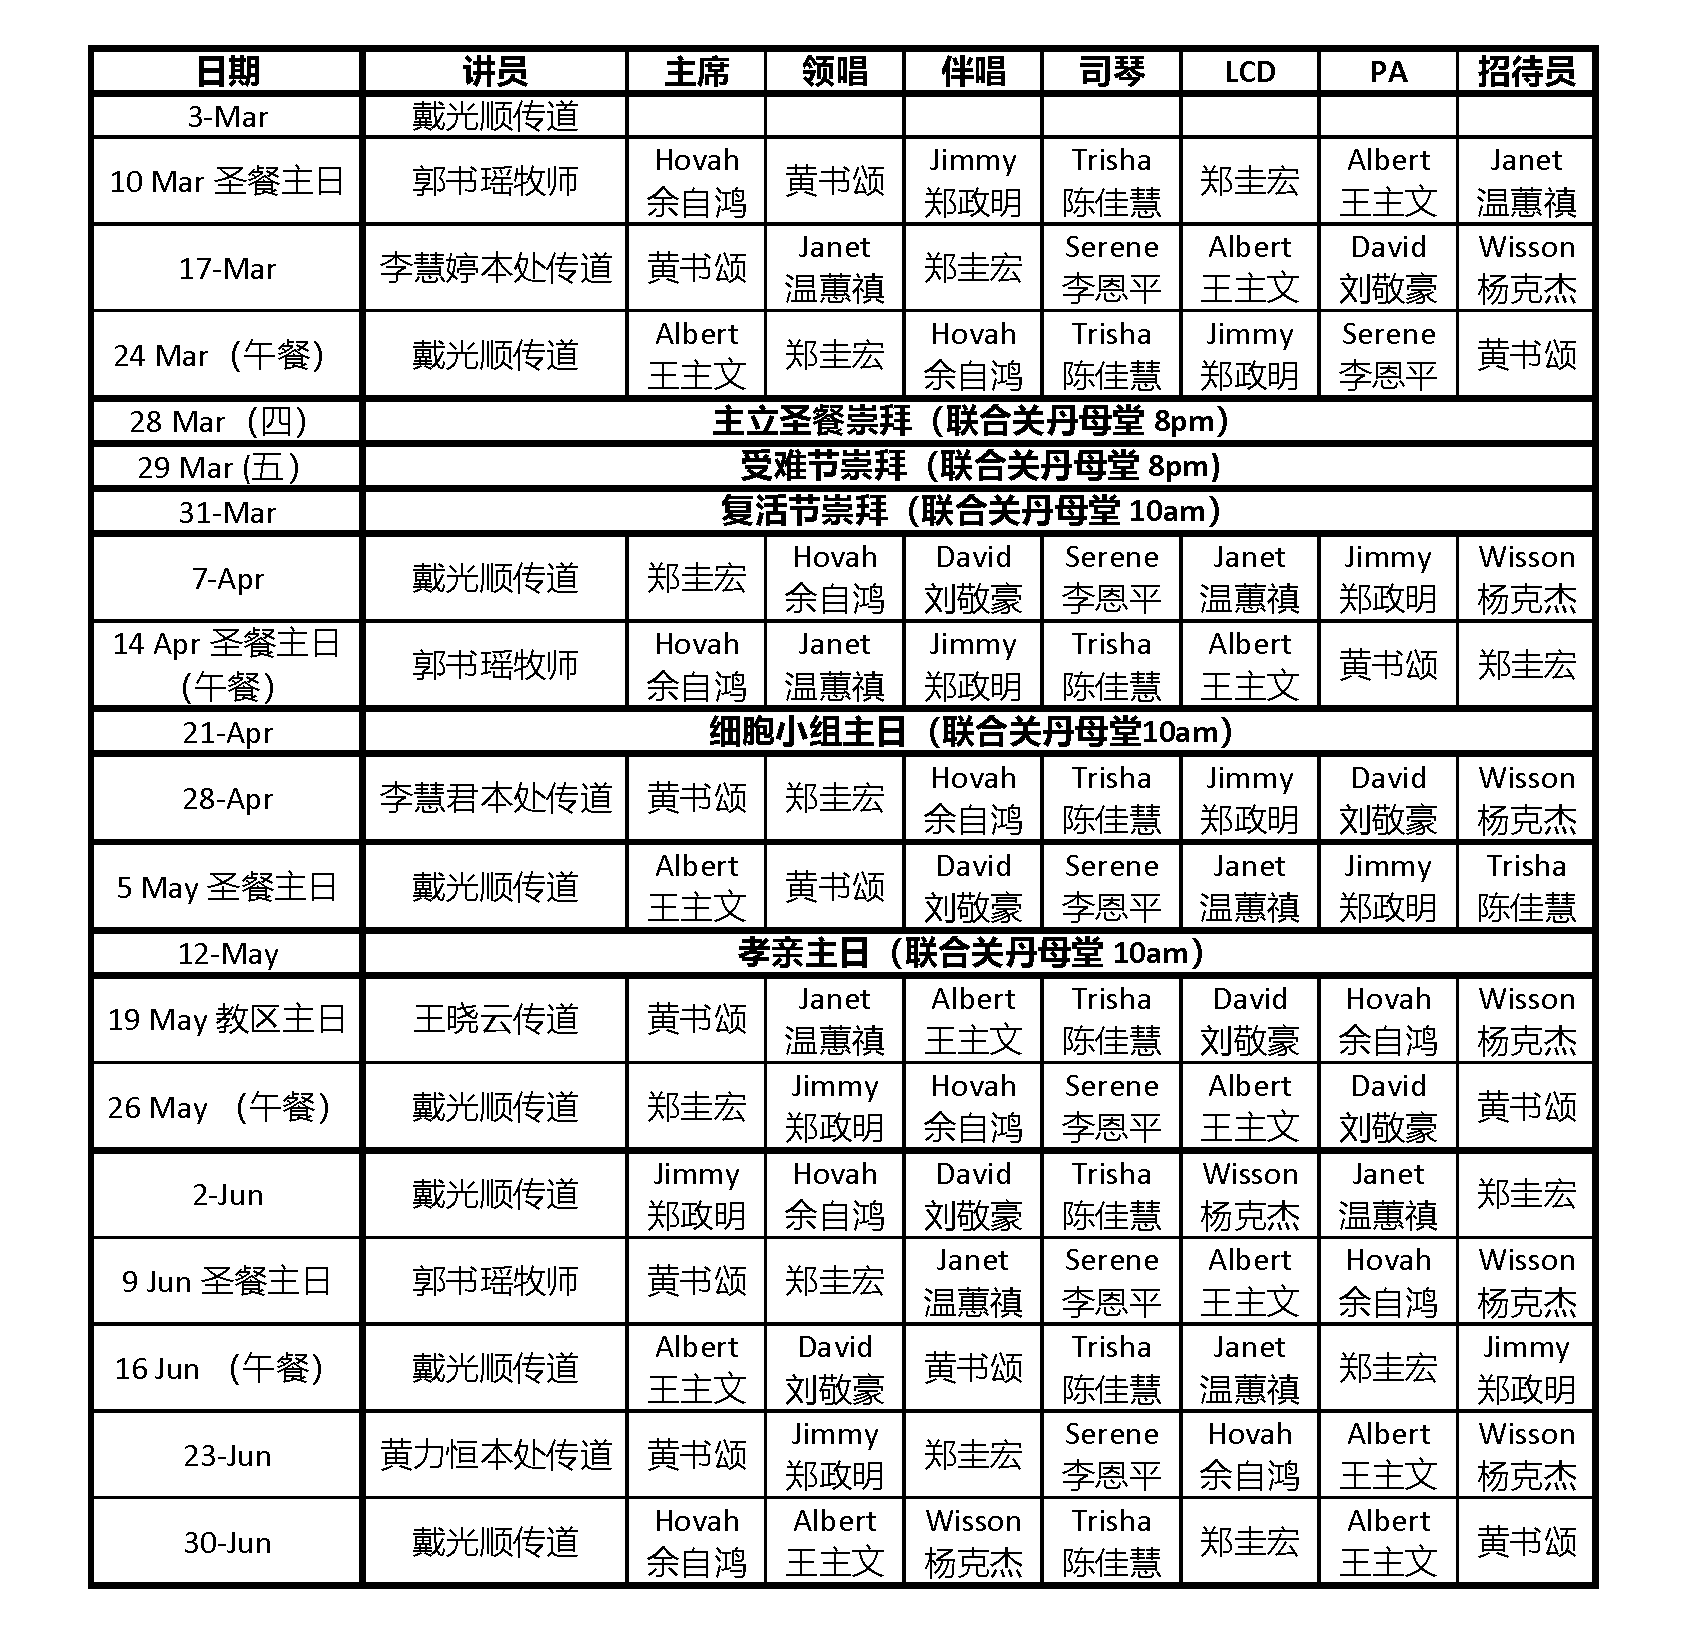 日期 讲员 主席 领唱 伴唱 司琴 LCD PA 招待员
3-Mar 戴光顺传道
10 Mar 圣餐主日 郭书瑶牧师 Hovah 余自鸿 黄书颂 Jimmy 郑政明 Trisha 陈佳慧 郑圭宏 Albert 王主文 Janet 温蕙禛
17-Mar 李慧婷本处传道 黄书颂 Janet 温蕙禛 郑圭宏 Serene 李恩平 Albert 王主文 David 刘敬豪 Wisson 杨克杰
24 Mar（午餐） 戴光顺传道 Albert 王主文 郑圭宏 Hovah 余自鸿 Trisha 陈佳慧 Jimmy 郑政明 Serene 李恩平 黄书颂
28 Mar（四） 主立圣餐崇拜（联合关丹母堂 8pm）
29 Mar (五） 受难节崇拜（联合关丹母堂 8pm)
31-Mar 复活节崇拜（联合关丹母堂 10am）
7-Apr 戴光顺传道 郑圭宏 Hovah 余自鸿 David 刘敬豪 Serene 李恩平 Janet 温蕙禛 Jimmy 郑政明 Wisson 杨克杰
14 Apr 圣餐主日（午餐） 郭书瑶牧师 Hovah 余自鸿 Janet 温蕙禛 Jimmy 郑政明 Trisha 陈佳慧 Albert 王主文 黄书颂 郑圭宏
21-Apr 细胞小组主日（联合关丹母堂10am）
28-Apr 李慧君本处传道 黄书颂 郑圭宏 Hovah 余自鸿 Trisha 陈佳慧 Jimmy 郑政明 David 刘敬豪 Wisson 杨克杰
5 May 圣餐主日 戴光顺传道 Albert 王主文 黄书颂 David 刘敬豪 Serene 李恩平 Janet 温蕙禛 Jimmy 郑政明 Trisha 陈佳慧
12-May 孝亲主日（联合关丹母堂 10am）
19 May 教区主日 王晓云传道 黄书颂 Janet 温蕙禛 Albert 王主文 Trisha 陈佳慧 David 刘敬豪 Hovah 余自鸿 Wisson 杨克杰
26 May （午餐） 戴光顺传道 郑圭宏 Jimmy 郑政明 Hovah 余自鸿 Serene 李恩平 Albert 王主文 David 刘敬豪 黄书颂
2-Jun 戴光顺传道 Jimmy 郑政明 Hovah 余自鸿 David 刘敬豪 Trisha 陈佳慧 Wisson 杨克杰 Janet 温蕙禛 郑圭宏
9 Jun 圣餐主日 郭书瑶牧师 黄书颂 郑圭宏 Janet 温蕙禛 Serene 李恩平 Albert 王主文 Hovah 余自鸿 Wisson 杨克杰
16 Jun （午餐） 戴光顺传道 Albert 王主文 David 刘敬豪 黄书颂 Trisha 陈佳慧 Janet 温蕙禛 郑圭宏 Jimmy 郑政明
23-Jun 黄力恒本处传道 黄书颂 Jimmy 郑政明 郑圭宏 Serene 李恩平 Hovah 余自鸿 Albert 王主文 Wisson 杨克杰
30-Jun 戴光顺传道 Hovah 余自鸿 Albert 王主文 Wisson 杨克杰 Trisha 陈佳慧 郑圭宏 Albert 王主文 黄书颂